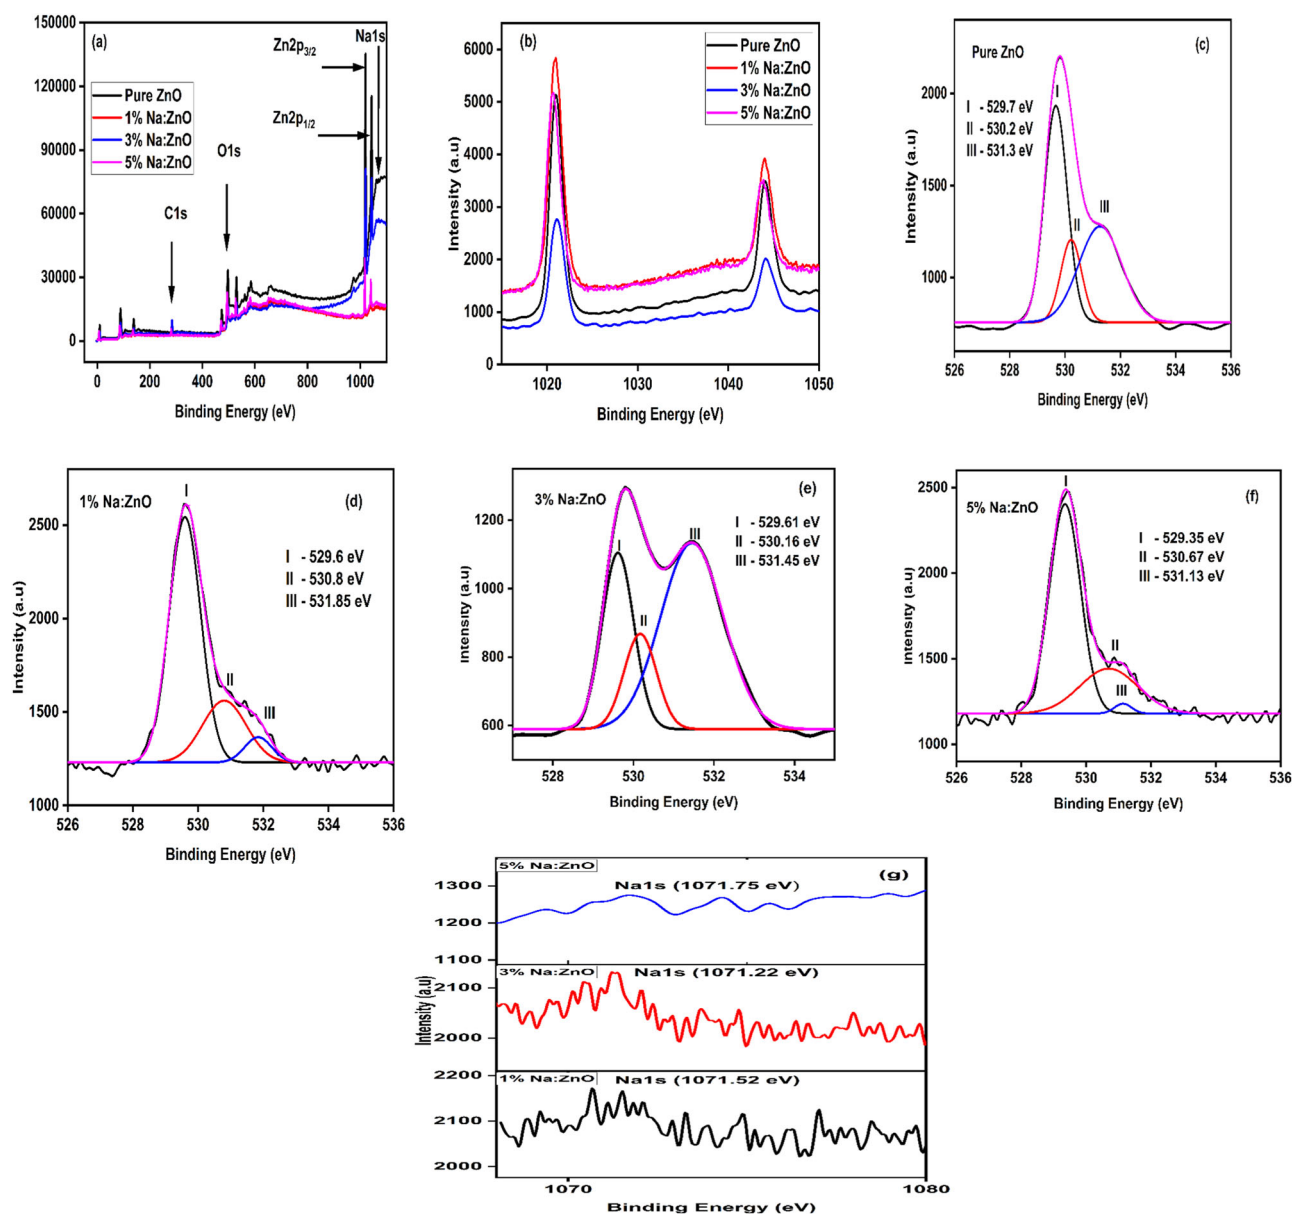 (a)
Zn2p3/2
Na1s
Pure ZnO
1% Na:ZnO
3% Na:ZnO
5% Na:ZnO
Zn2p1/2
O1s
C1s
150000
120000
90000
60000
30000
0
0 200 400 600 800 1000
Binding Energy (eV)
(b)
Pure ZnO
1% Na:ZnO
3% Na:ZnO
5% Na:ZnO
Intensity (a.u)
6000
5000
4000
3000
2000
1000
0
1020 1030 1040 1050
Binding Energy (eV)
Pure ZnO
(c)
I - 529.7 eV
II - 530.2 eV
III - 531.3 eV
I
II
III
Intensity (a.u)
2000
1500
1000
526 528 530 532 534 536
Binding Energy (eV)
1% Na:ZnO
(d)
I - 529.6 eV
II - 530.8 eV
III - 531.85 eV
I
II
III
Intensity (a.u)
2500
2000
1500
1000
526 528 530 532 534 536
Binding Energy (eV)
3% Na:ZnO
(e)
I - 529.61 eV
II - 530.16 eV
III - 531.45 eV
I
II
III
Intensity (a.u)
1200
1000
800
600
528 530 532 534
Binding Energy (eV)
5% Na:ZnO
(f)
I - 529.35 eV
II - 530.67 eV
III - 531.13 eV
I
II
III
Intensity (a.u)
2500
2000
1500
1000
526 528 530 532 534 536
Binding Energy (eV)
5% Na:ZnO
(g)
Na1s (1071.75 eV)
1300
1200
1100
3% Na:ZnO
Na1s (1071.22 eV)
2100
2000
1% Na:ZnO
Na1s (1071.52 eV)
2200
2100
2000
Intensity (a.u)
1070 1080
Binding Energy (eV)